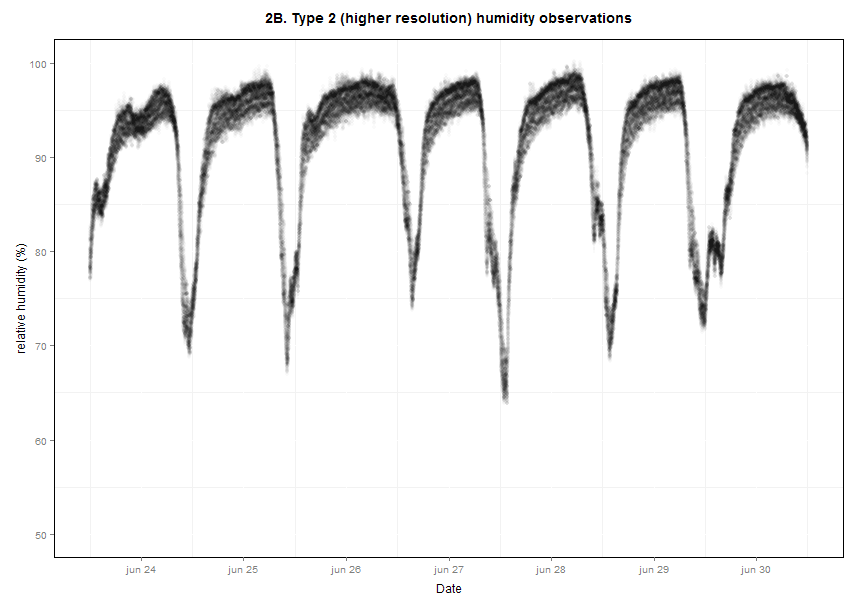 2B. Type 2 (higher resolution) humidity observations
100
90
80
70
60
50
relative humidity (%)
jun 24 jun 25 jun 26 jun 27 jun 28 jun 29 jun 30
Date